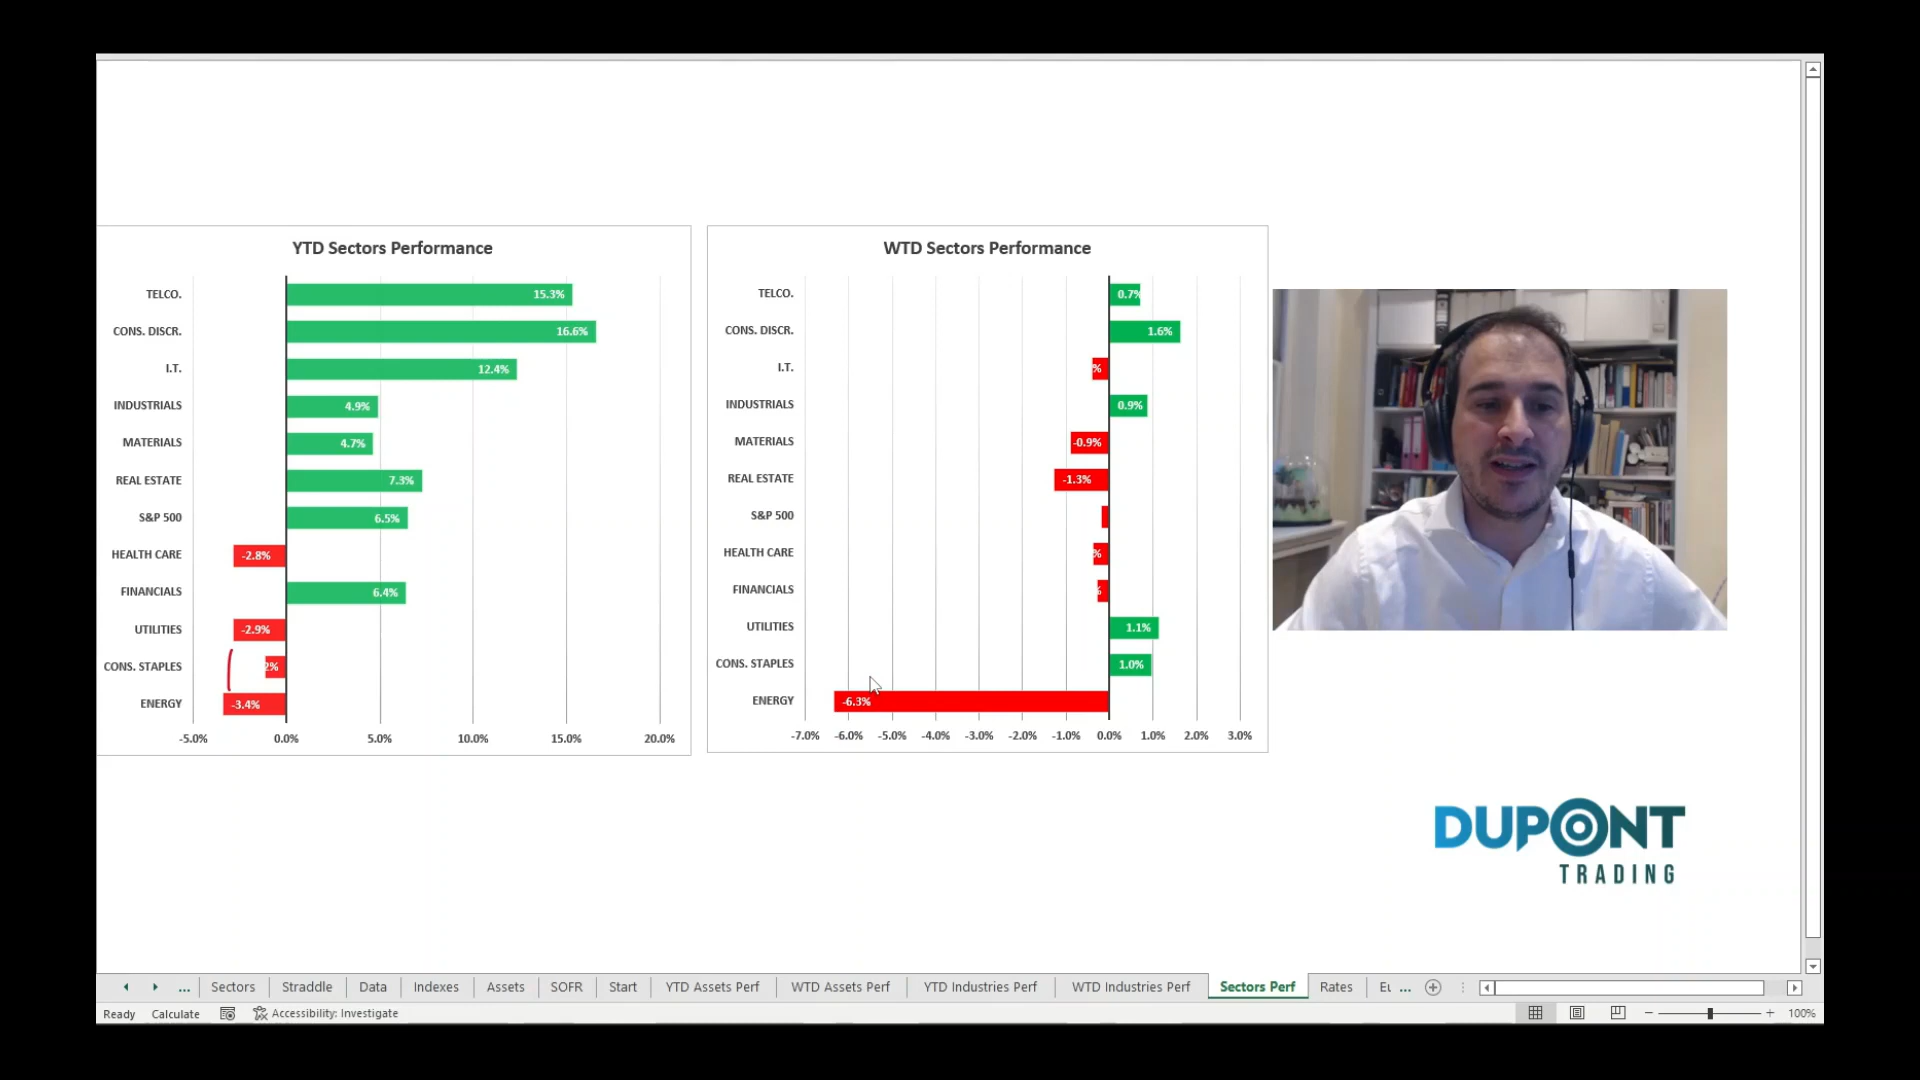 YTD Sectors Performance
TELCO. 15.3%
CONS. DISCR. 16.6%
I.T. 12.4%
INDUSTRIALS 4.9%
MATERIALS 4.7%
REAL ESTATE 7.3%
S&P 500 6.5%
HEALTH CARE -2.8%
FINANCIALS 6.4%
UTILITIES -2.9%
CONS. STAPLES 2%
ENERGY -3.4%
-5.0% 0.0% 5.0% 10.0% 15.0% 20.0%
WTD Sectors Performance
TELCO. 0.7%
CONS. DISCR. 1.6%
I.T. %
INDUSTRIALS 0.9%
MATERIALS -0.9%
REAL ESTATE -1.3%
S&P 500
HEALTH CARE %
FINANCIALS
UTILITIES 1.1%
CONS. STAPLES 1.0%
ENERGY -6.3%
-7.0% -6.0% -5.0% -4.0% -3.0% -2.0% -1.0% 0.0% 1.0% 2.0% 3.0%
DUPONT
TRADING
... Sectors Straddle Data Indexes Assets SOFR Start YTD Assets Perf WTD Assets Perf YTD Industries Perf WTD Industries Perf Sectors Perf Rates ...
Ready Calculate Accessibility: Investigate 100%